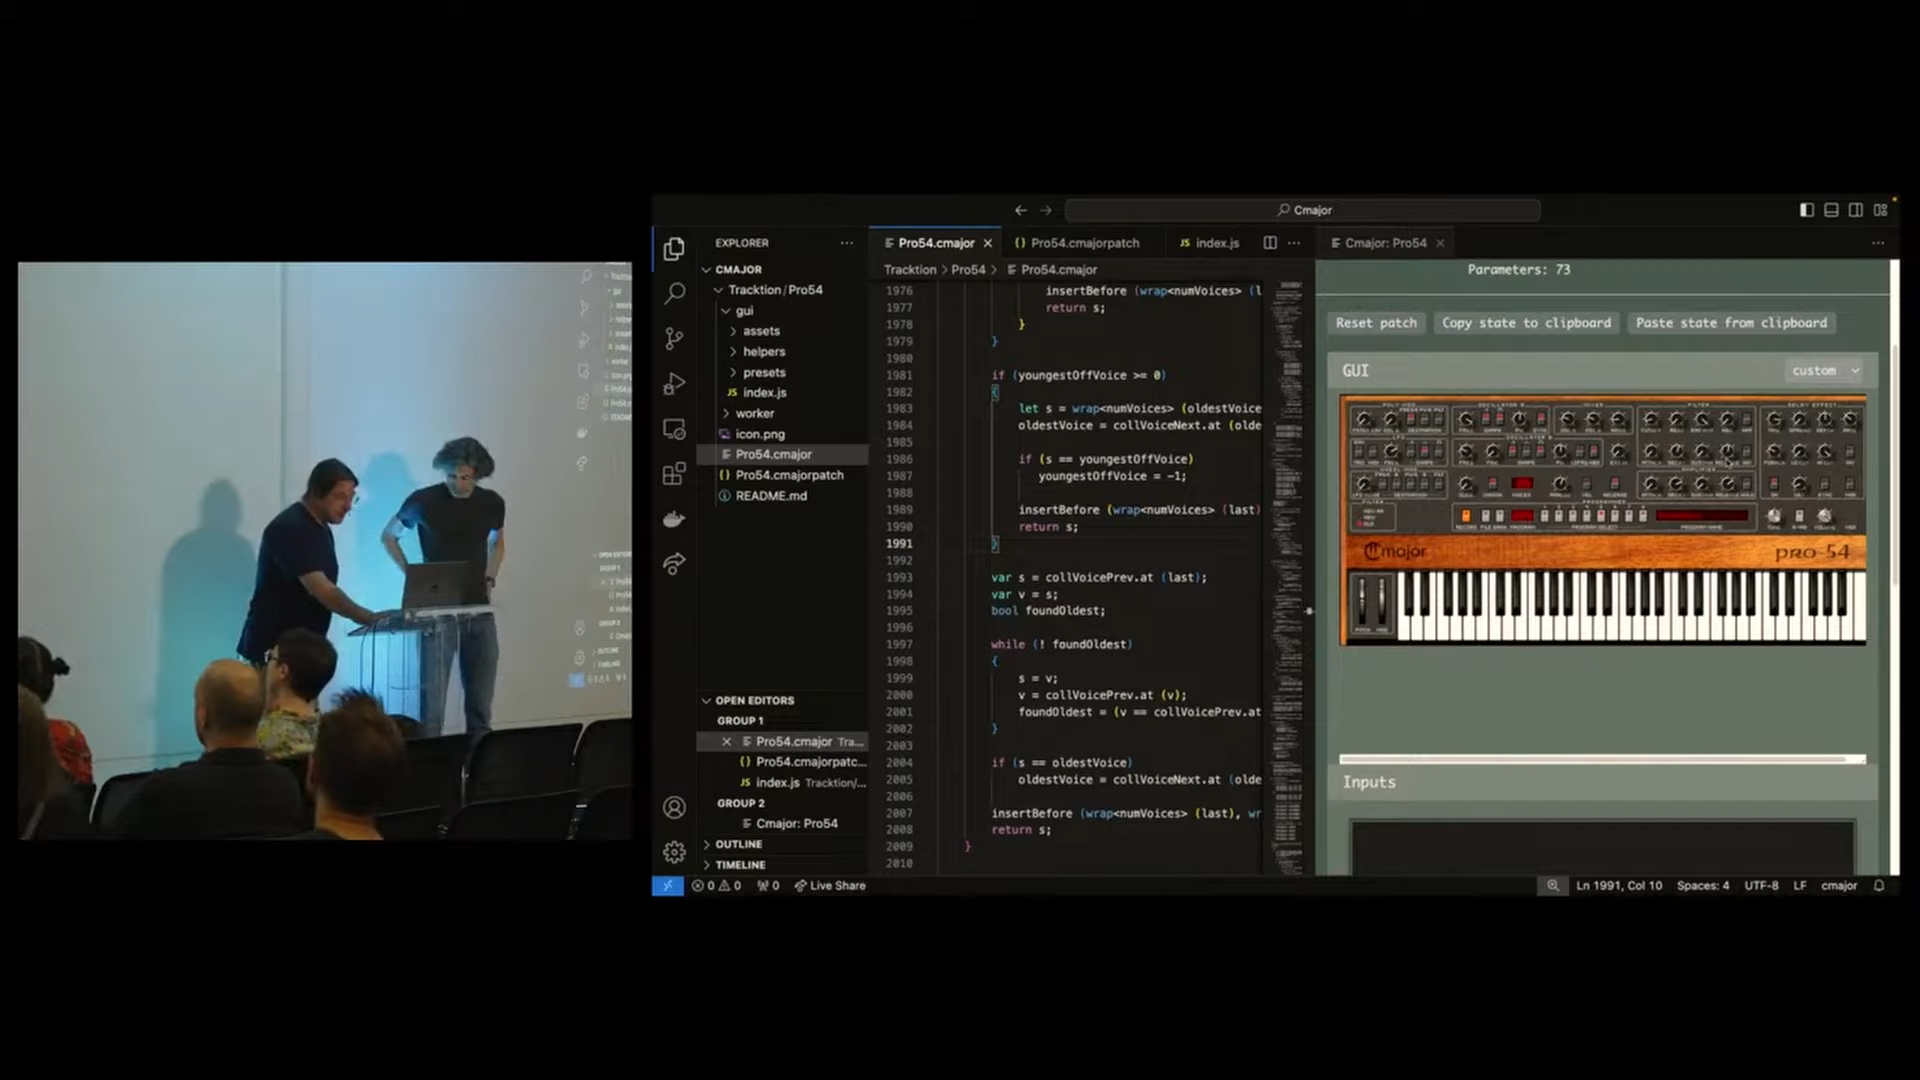 Cmajor
EXPLORER
CMAJOR
Tracktion / Pro54
gui
assets
helpers
presets
JS index.js
worker
icon.png
Pro54.cmajor
{} Pro54.cmajorpatch
README.md
OPEN EDITORS
GROUP 1
Pro54.cmajor Tra...
{} Pro54.cmajorpatc...
JS index.js Tracktion/...
GROUP 2
Cmajor: Pro54
OUTLINE
TIMELINE
Pro54.cmajor
{} Pro54.cmajorpatch
JS index.js
Tracktion > Pro54 > Pro54.cmajor
1976 insertBefore (wrap<numVoices> (l
1977 return s;
1978 }
1979 }
1980
1981 if (youngestOffVoice >= 0)
1982 {
1983 let s = wrap<numVoices> (oldestVoice
1984 oldestVoice = collVoiceNext.at (olde
1985
1986 if (s == youngestOffVoice)
1987 youngestOffVoice = -1;
1988
1989 insertBefore (wrap<numVoices> (last)
1990 return s;
1991 }
1992
1993 var s = collVoicePrev.at (last);
1994 var v = s;
1995 bool foundOldest;
1996
1997 while (! foundOldest)
1998 {
1999 s = v;
2000 v = collVoicePrev.at (v);
2001 foundOldest = (v == collVoicePrev.at
2002 }
2003
2004 if (s == oldestVoice)
2005 oldestVoice = collVoiceNext.at (olde
2006
2007 insertBefore (wrap<numVoices> (last), wr
2008 return s;
2009 }
2010
Cmajor: Pro54
Parameters: 73
Reset patch
Copy state to clipboard
Paste state from clipboard
GUI
custom
Cmajor
pro-54
Inputs
0 0
0
Live Share
Ln 1991, Col 10
Spaces: 4
UTF-8
LF
cmajor